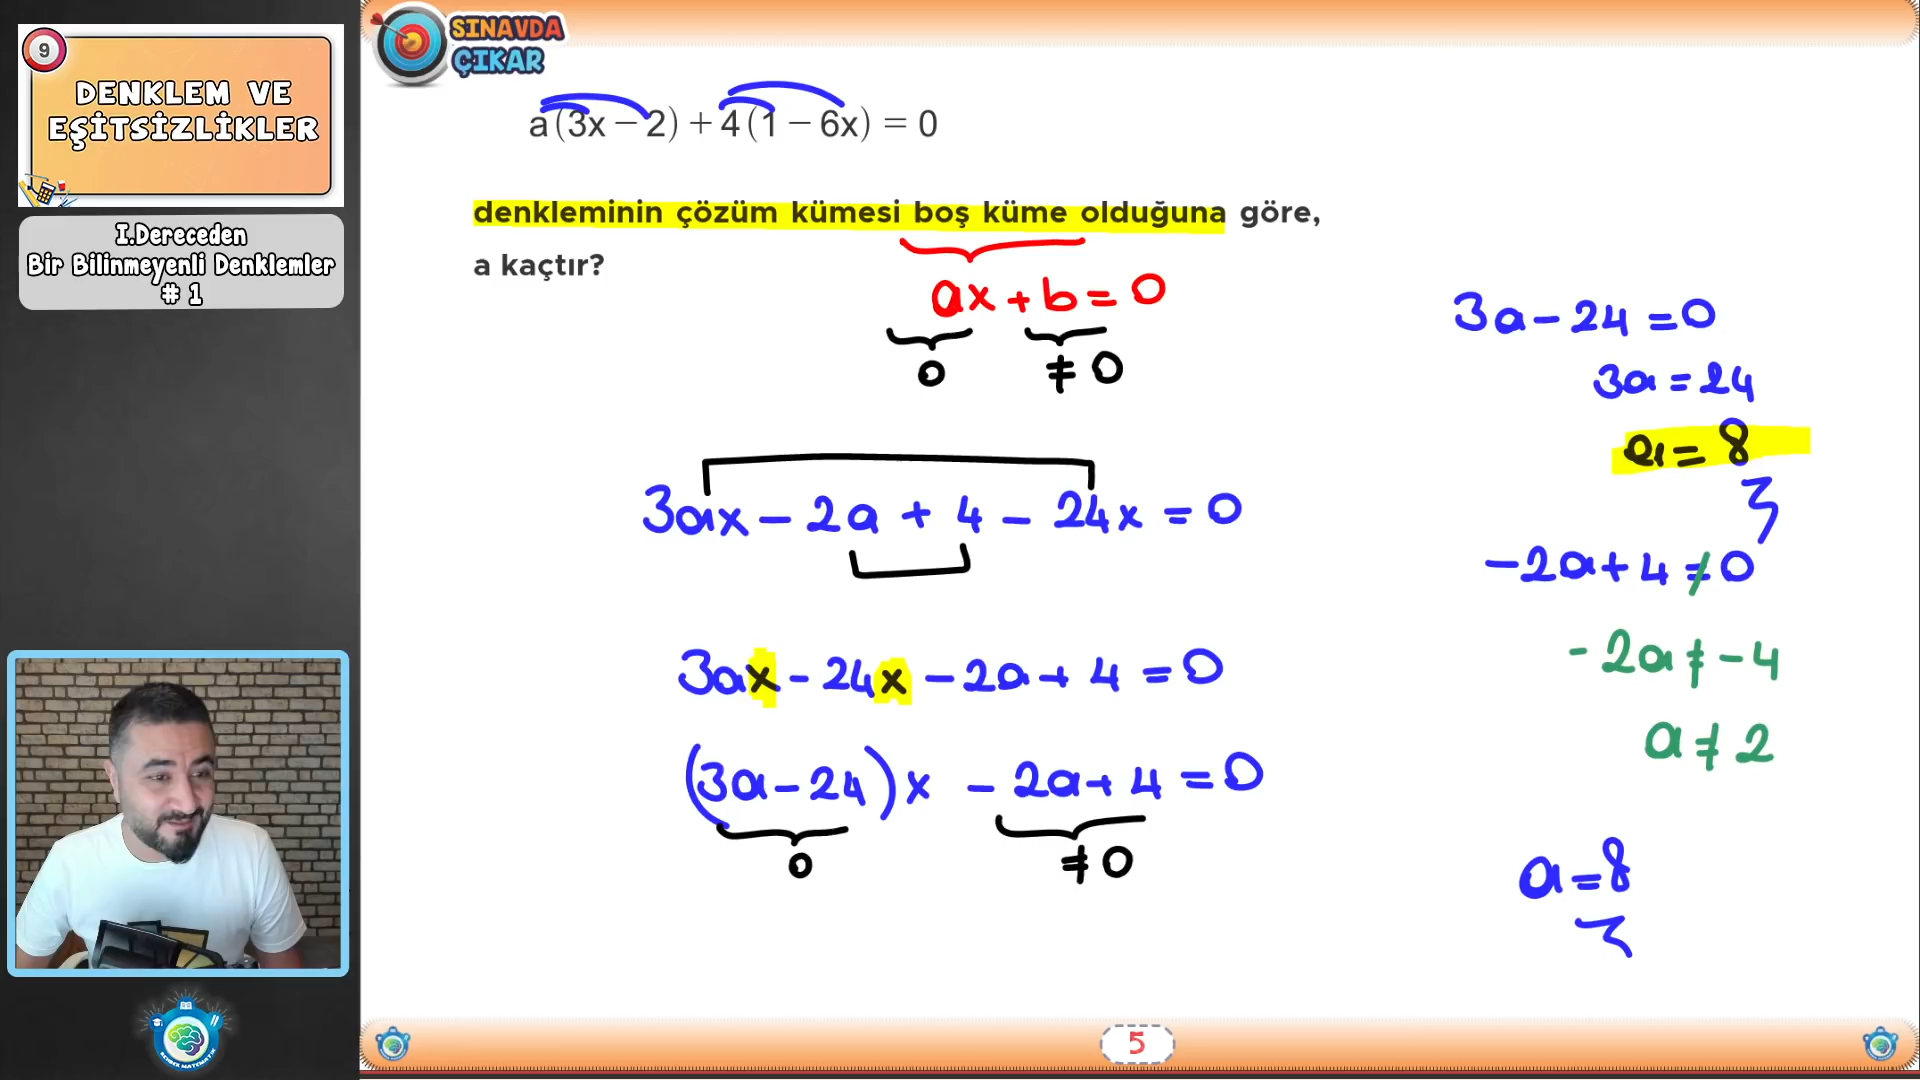 9
DENKLEM VE
EŞİTSİZLİKLER
I.Dereceden
Bir Bilinmeyenli Denklemler
# 1
SINAVDA
ÇIKAR
a(3x − 2) + 4(1 − 6x) = 0
denkleminin çözüm kümesi boş küme olduğuna göre,
a kaçtır?
ax + b = 0
0 ≠ 0
3ax − 2a + 4 − 24x = 0
3ax − 24x − 2a + 4 = 0
(3a − 24)x − 2a + 4 = 0
0 ≠ 0
3a − 24 = 0
3a = 24
a = 8
−2a + 4 ≠ 0
-2a ≠ -4
a ≠ 2
a = 8
REHBER MATEMATİK
5